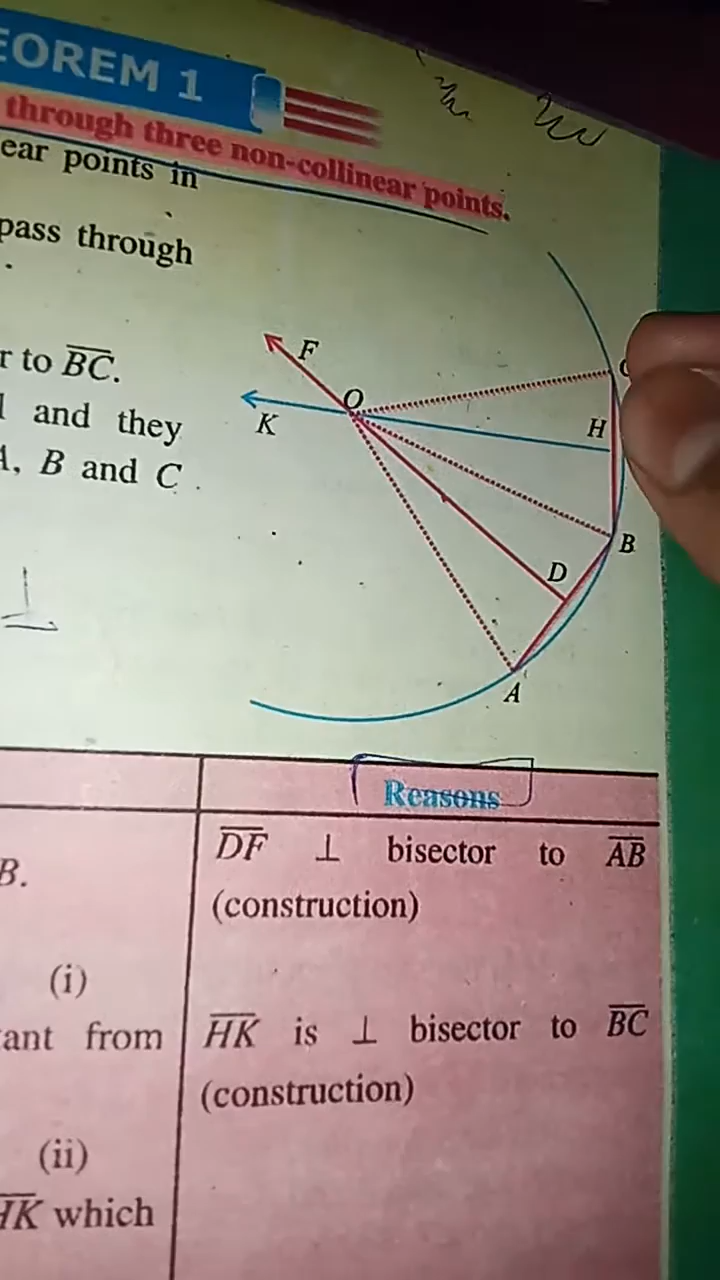 EOREM 1
through three non-collinear points.
ear points in
pass through
r to BC.
and they
A, B and C.
F
O
K
C
H
B
D
A
Reasons
DF ⊥ bisector to AB
(construction)
B.
(i)
ant from
HK is ⊥ bisector to BC
(construction)
(ii)
HK which